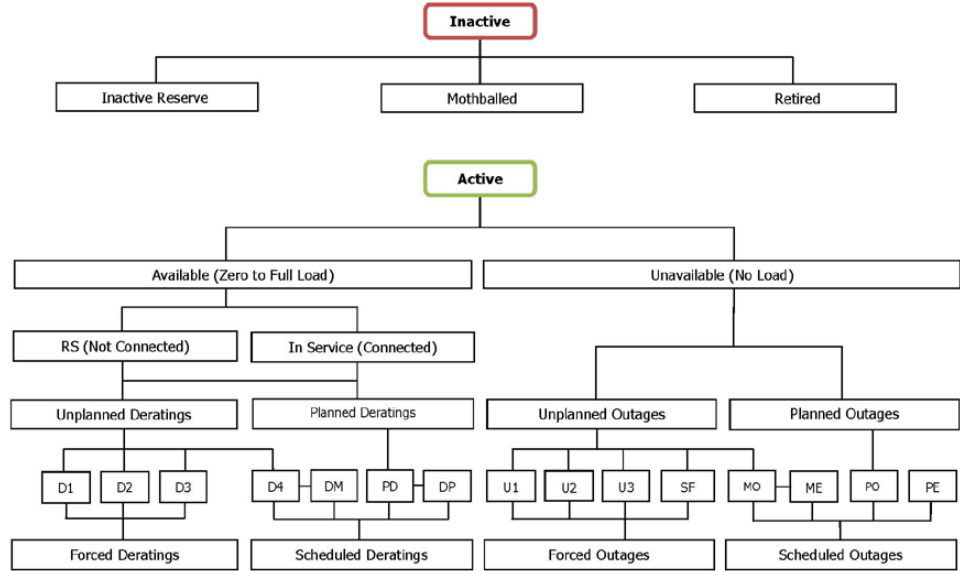 Inactive
Inactive Reserve
Mothballed
Retired
Active
Available (Zero to Full Load)
Unavailable (No Load)
RS (Not Connected)
In Service (Connected)
Unplanned Deratings
Planned Deratings
Unplanned Outages
Planned Outages
D1
D2
D3
D4
DM
PD
DP
U1
U2
U3
SF
MO
ME
PO
PE
Forced Deratings
Scheduled Deratings
Forced Outages
Scheduled Outages